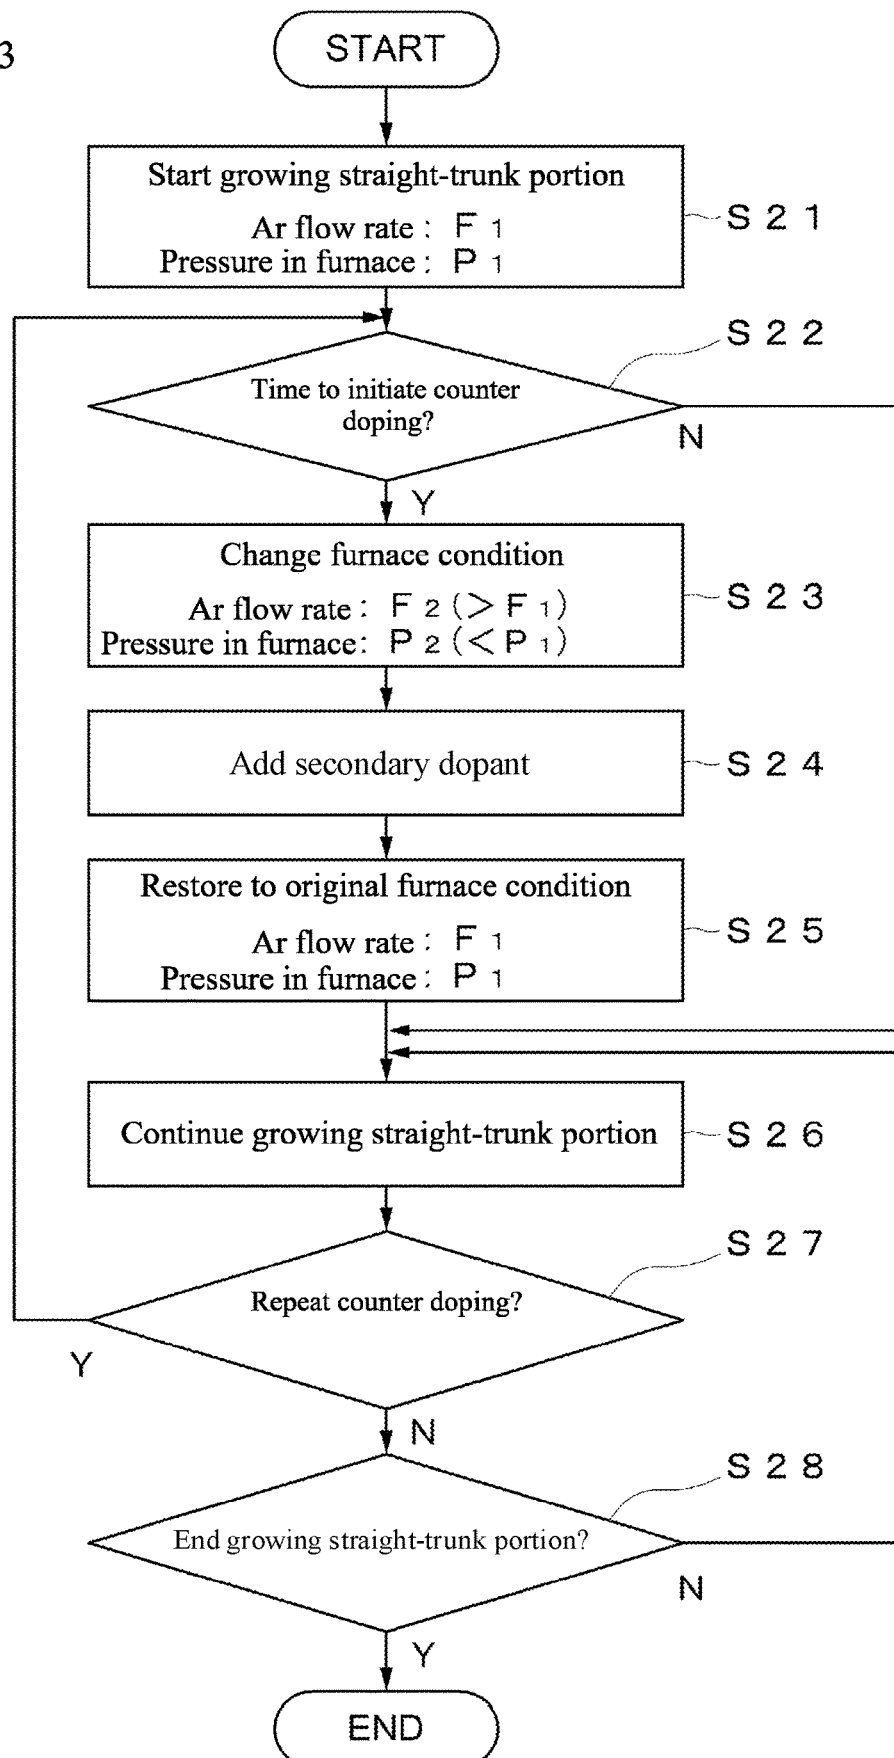 3
START
Start growing straight-trunk portion
Ar flow rate : F 1
Pressure in furnace : P 1
S 2 1
S 2 2
Time to initiate counter
doping?
N
Y
Change furnace condition
Ar flow rate : F 2 (> F 1)
Pressure in furnace: P 2 (< P 1)
S 2 3
Add secondary dopant
S 2 4
Restore to original furnace condition
Ar flow rate : F 1
Pressure in furnace : P 1
S 2 5
Continue growing straight-trunk portion
S 2 6
S 2 7
Repeat counter doping?
Y
N
S 2 8
End growing straight-trunk portion?
N
Y
END